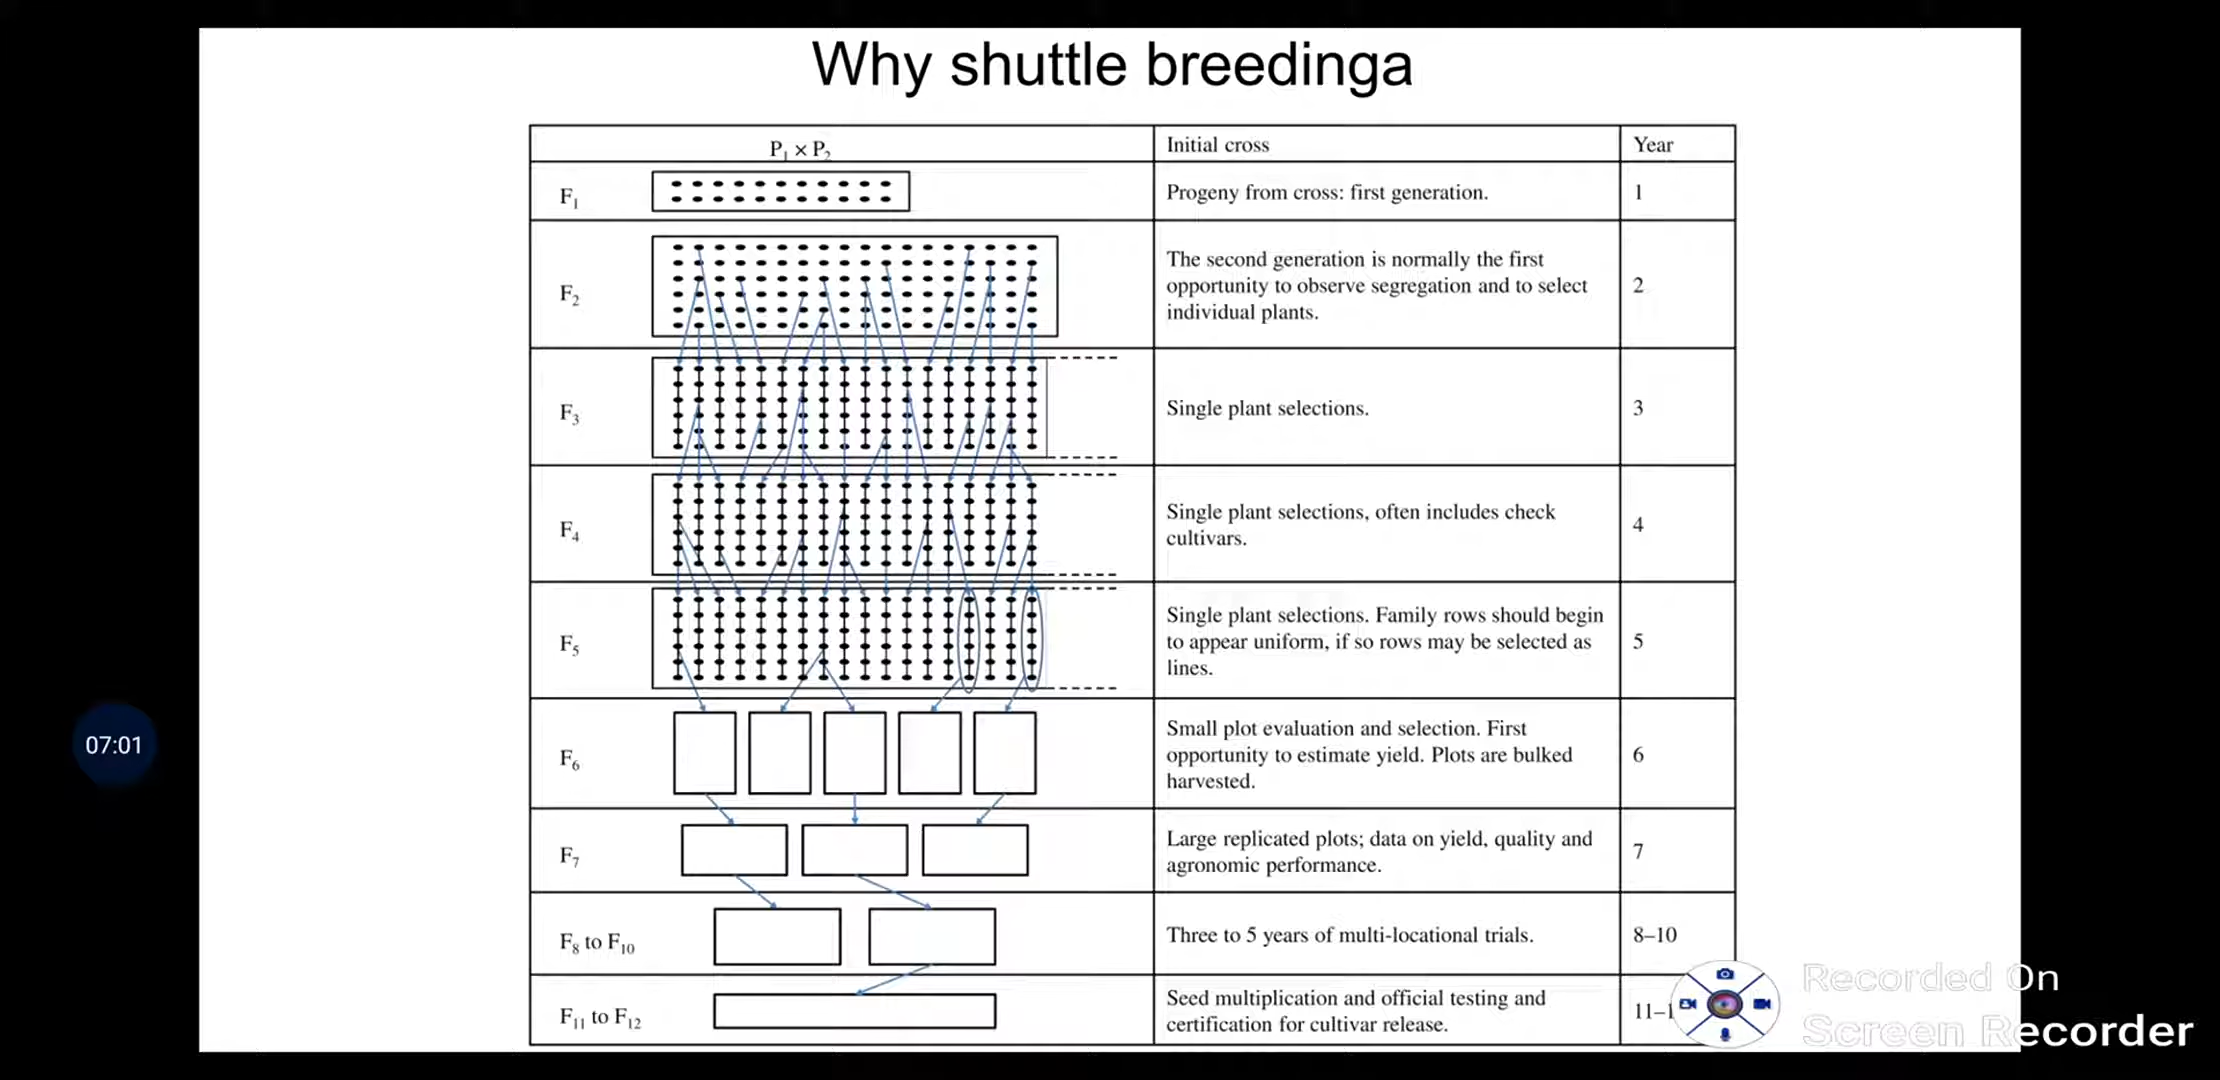 Why shuttle breedinga
P₁ × P₂
Initial cross
Year
F₁
Progeny from cross: first generation.
1
F₂
The second generation is normally the first
opportunity to observe segregation and to select
individual plants.
2
F₃
Single plant selections.
3
F₄
Single plant selections, often includes check
cultivars.
4
F₅
Single plant selections. Family rows should begin
to appear uniform, if so rows may be selected as
lines.
5
07:01
F₆
Small plot evaluation and selection. First
opportunity to estimate yield. Plots are bulked
harvested.
6
F₇
Large replicated plots; data on yield, quality and
agronomic performance.
7
F₈ to F₁₀
Three to 5 years of multi-locational trials.
8–10
F₁₁ to F₁₂
Seed multiplication and official testing and
certification for cultivar release.
Recorded On
Screen Recorder